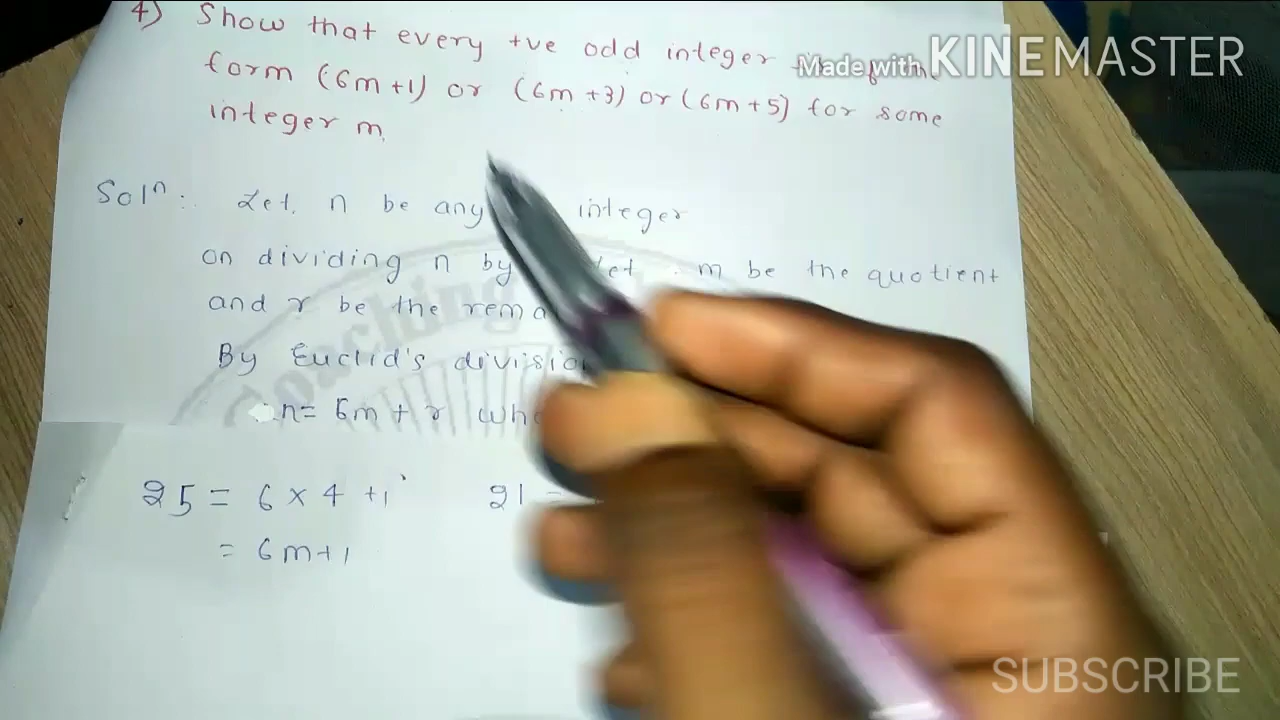 4) Show that every +ve odd integer
form (6m+1) or (6m+3) or (6m+5) for some
integer m.
Solⁿ: Let. n be any integer
on dividing n by let m be the quotient
and r be the
By Euclid's
n= 6m + r
25 = 6 × 4 +1
= 6m+1
21 =
Made with KINEMASTER
SUBSCRIBE